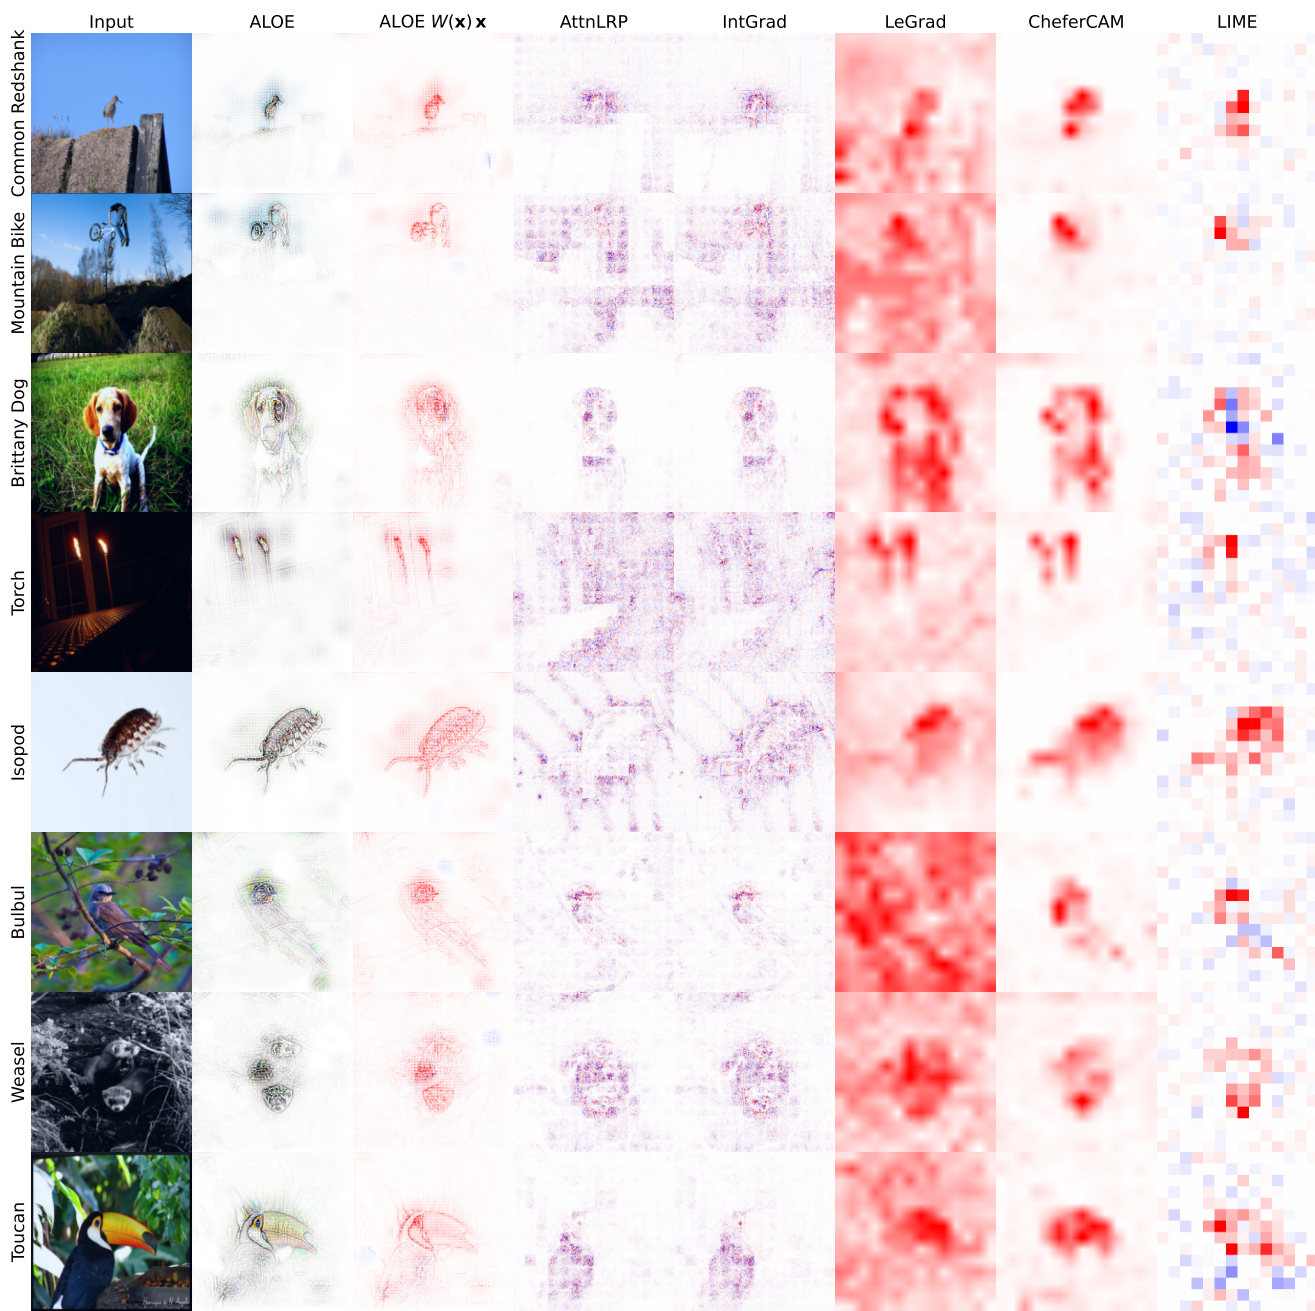 Input ALOE ALOE W(x) x AttnLRP IntGrad LeGrad CheferCAM LIME
Common Redshank
Mountain Bike
Brittany Dog
Torch
Isopod
Bulbul
Weasel
Toucan